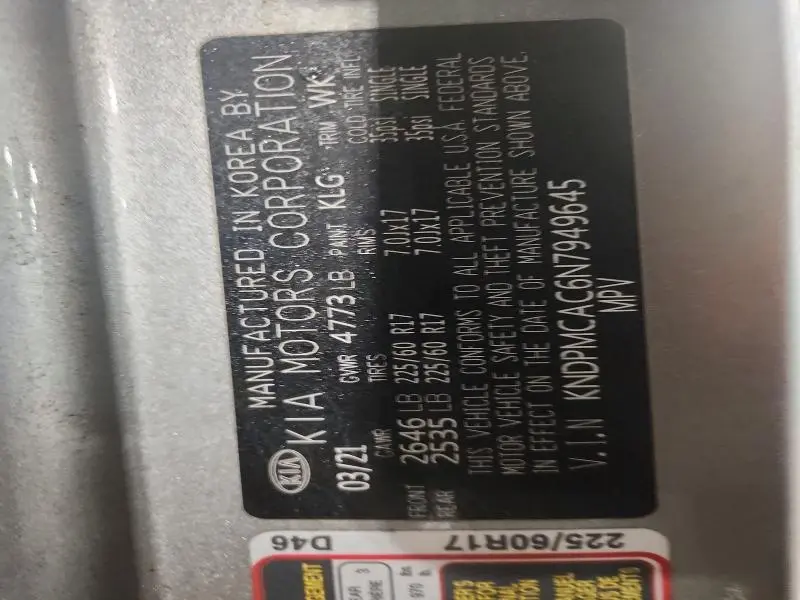 MANUFACTURED IN KOREA BY
KIA KIA MOTORS CORPORATION
03/21 GVWR 4773 LB PAINT KLG TRIM WK
GAWR TIRES RIMS COLD TIRE INFL
FRONT 2646 LB 225/60 R17 7.0Jx17 35psi SINGLE
REAR 2535 LB 225/60 R17 7.0Jx17 35psi SINGLE
THIS VEHICLE CONFORMS TO ALL APPLICABLE U.S.A. FEDERAL
MOTOR VEHICLE SAFETY AND THEFT PREVENTION STANDARDS
IN EFFECT ON THE DATE OF MANUFACTURE SHOWN ABOVE.
V.I.N KNDPMCAC6N7949645
MPV
225/60R17 D46